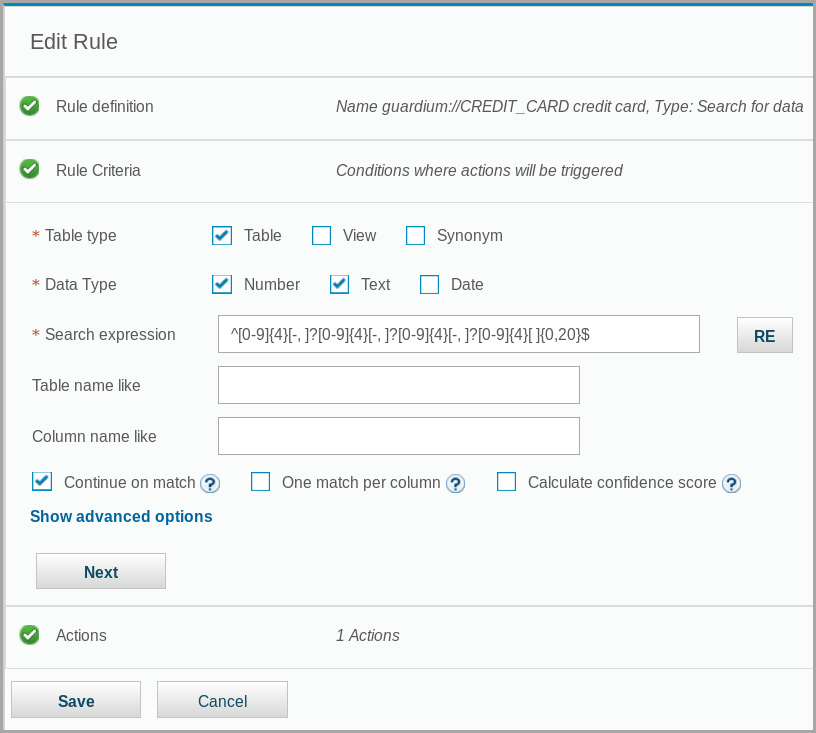 Edit Rule
Rule definition Name guardium://CREDIT_CARD credit card, Type: Search for data
Rule Criteria Conditions where actions will be triggered
* Table type Table View Synonym
* Data Type Number Text Date
* Search expression ^[0-9]{4}[-, ]?[0-9]{4}[-, ]?[0-9]{4}[-, ]?[0-9]{4}[ ]{0,20}$ RE
Table name like
Column name like
Continue on match ? One match per column ? Calculate confidence score ?
Show advanced options
Next
Actions 1 Actions
Save Cancel